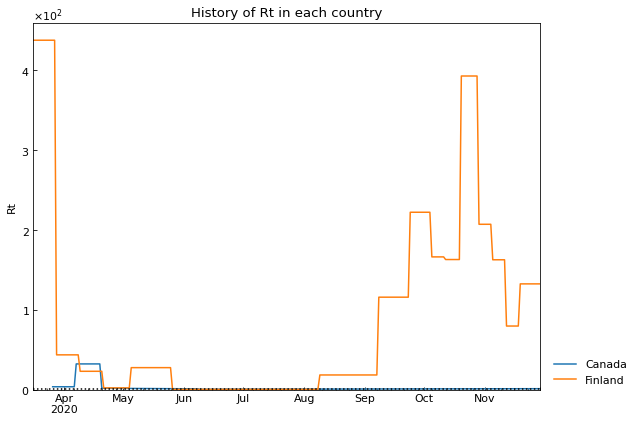 History of Rt in each country
×10²
4
3
2
1
0
Rt
Apr May Jun Jul Aug Sep Oct Nov
2020
Canada
Finland